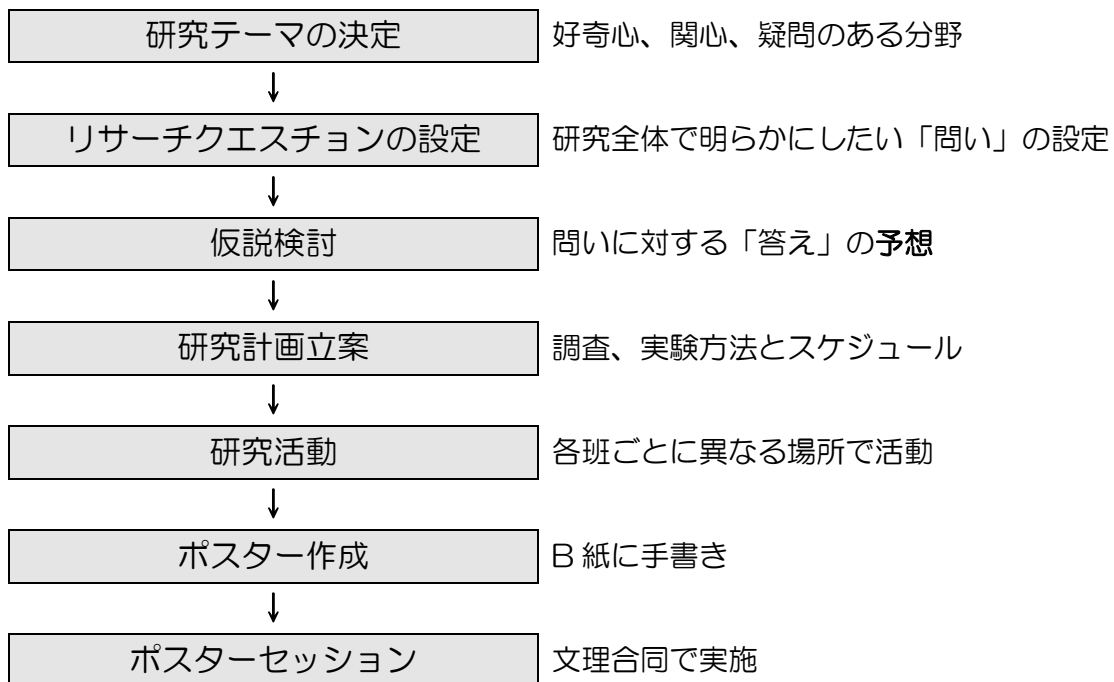 研究テーマの決定 好奇心、関心、疑問のある分野
↓
リサーチクエスチョンの設定 研究全体で明らかにしたい「問い」の設定
↓
仮説検討 問いに対する「答え」の予想
↓
研究計画立案 調査、実験方法とスケジュール
↓
研究活動 各班ごとに異なる場所で活動
↓
ポスター作成 B 紙に手書き
↓
ポスターセッション 文理合同で実施